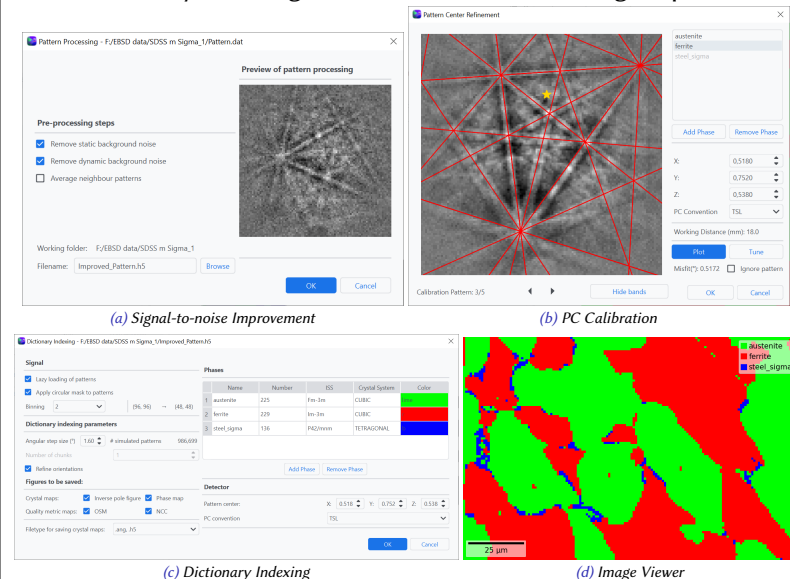 Pattern Processing - F:/EBSD data/SDSS m Sigma_1/Pattern.dat
Preview of pattern processing
Pre-processing steps
Remove static background noise
Remove dynamic background noise
Average neighbour patterns
Working folder: F:/EBSD data/SDSS m Sigma_1
Filename: Improved_Pattern.h5 Browse
OK Cancel
(a) Signal-to-noise Improvement
Pattern Center Refinement
austenite
ferrite
steel_sigma
Add Phase Remove Phase
X: 0,5180
Y: 0,7520
Z: 0,5380
PC Convention TSL
Working Distance (mm): 18.0
Plot Tune
Misfit(°): 0.5172 Ignore pattern
Calibration Pattern: 3/5 Hide bands OK Cancel
(b) PC Calibration
Dictionary Indexing - F:/EBSD data/SDSS m Sigma_1/Improved_Pattern.h5
Signal
Lazy loading of patterns
Apply circular mask to patterns
Binning 2 (96, 96) → (48, 48)
Dictionary indexing parameters
Angular step size (°) 1.60 # simulated patterns 986,699
Number of chunks 1
Refine orientations
Figures to be saved:
Crystal maps: Inverse pole figure Phase map
Quality metric maps: OSM NCC
Filetype for saving crystal maps: .ang, .h5
Phases
Name Number ISS Crystal System Color
1 austenite 225 Fm-3m CUBIC
2 ferrite 229 Im-3m CUBIC
3 steel_sigma 136 P42/mnm TETRAGONAL
Add Phase Remove Phase
Detector
Pattern center: X: 0.518 Y: 0.752 Z: 0.538
PC convention TSL
OK Cancel
(c) Dictionary Indexing
austenite
ferrite
steel_sigma
25 μm
(d) Image Viewer